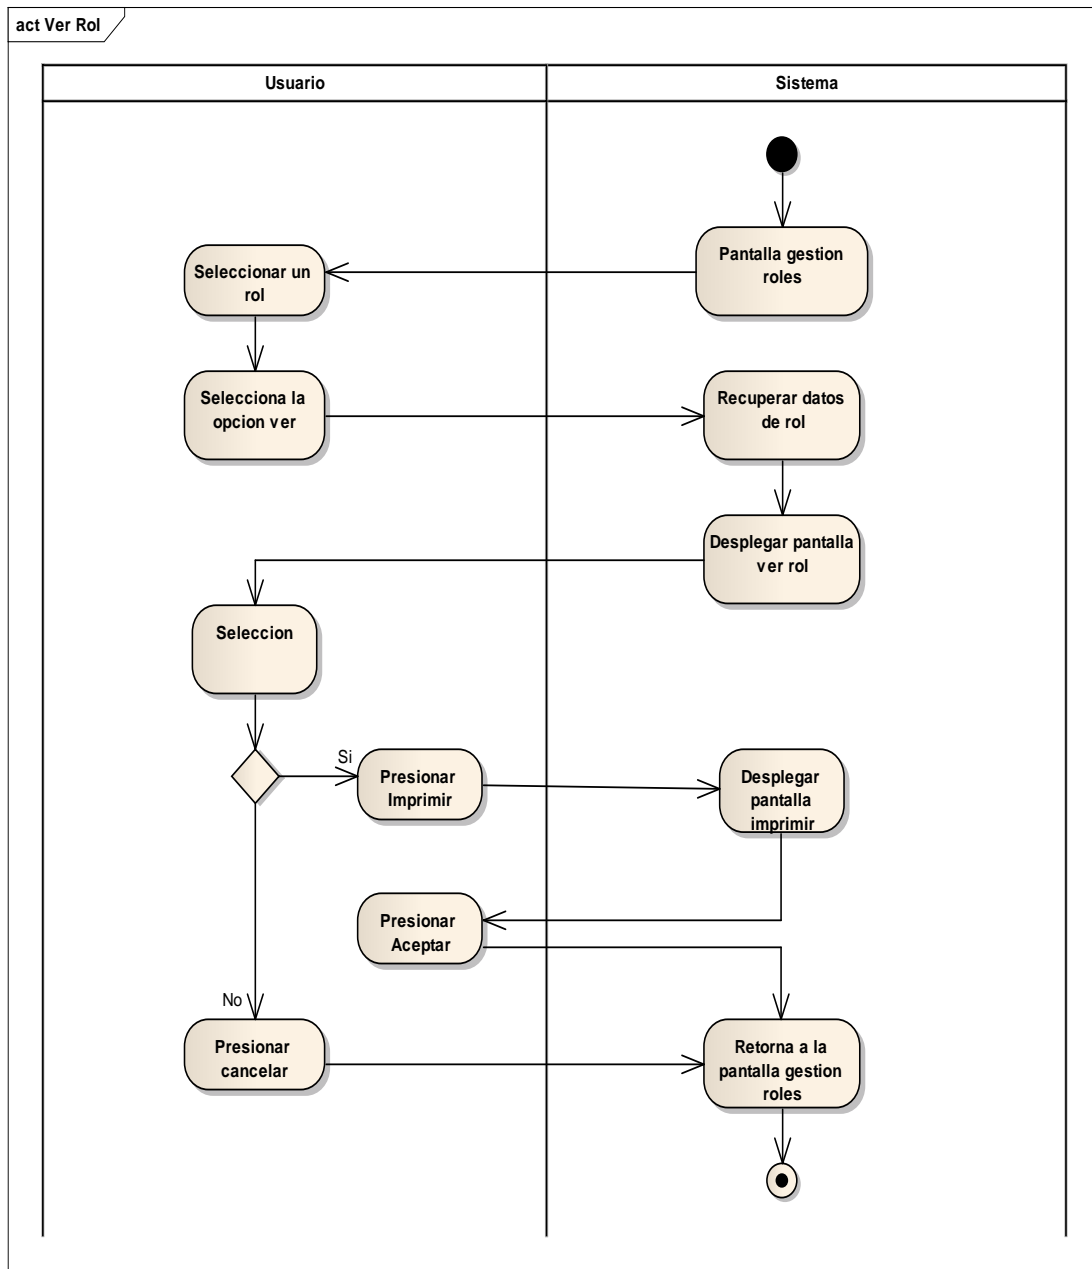 act Ver Rol
Usuario
Sistema
Pantalla gestion
roles
Seleccionar un
rol
Selecciona la
opcion ver
Recuperar datos
de rol
Desplegar pantalla
ver rol
Seleccion
Si
Presionar
Imprimir
Desplegar
pantalla
imprimir
Presionar
Aceptar
No
Presionar
cancelar
Retorna a la
pantalla gestion
roles